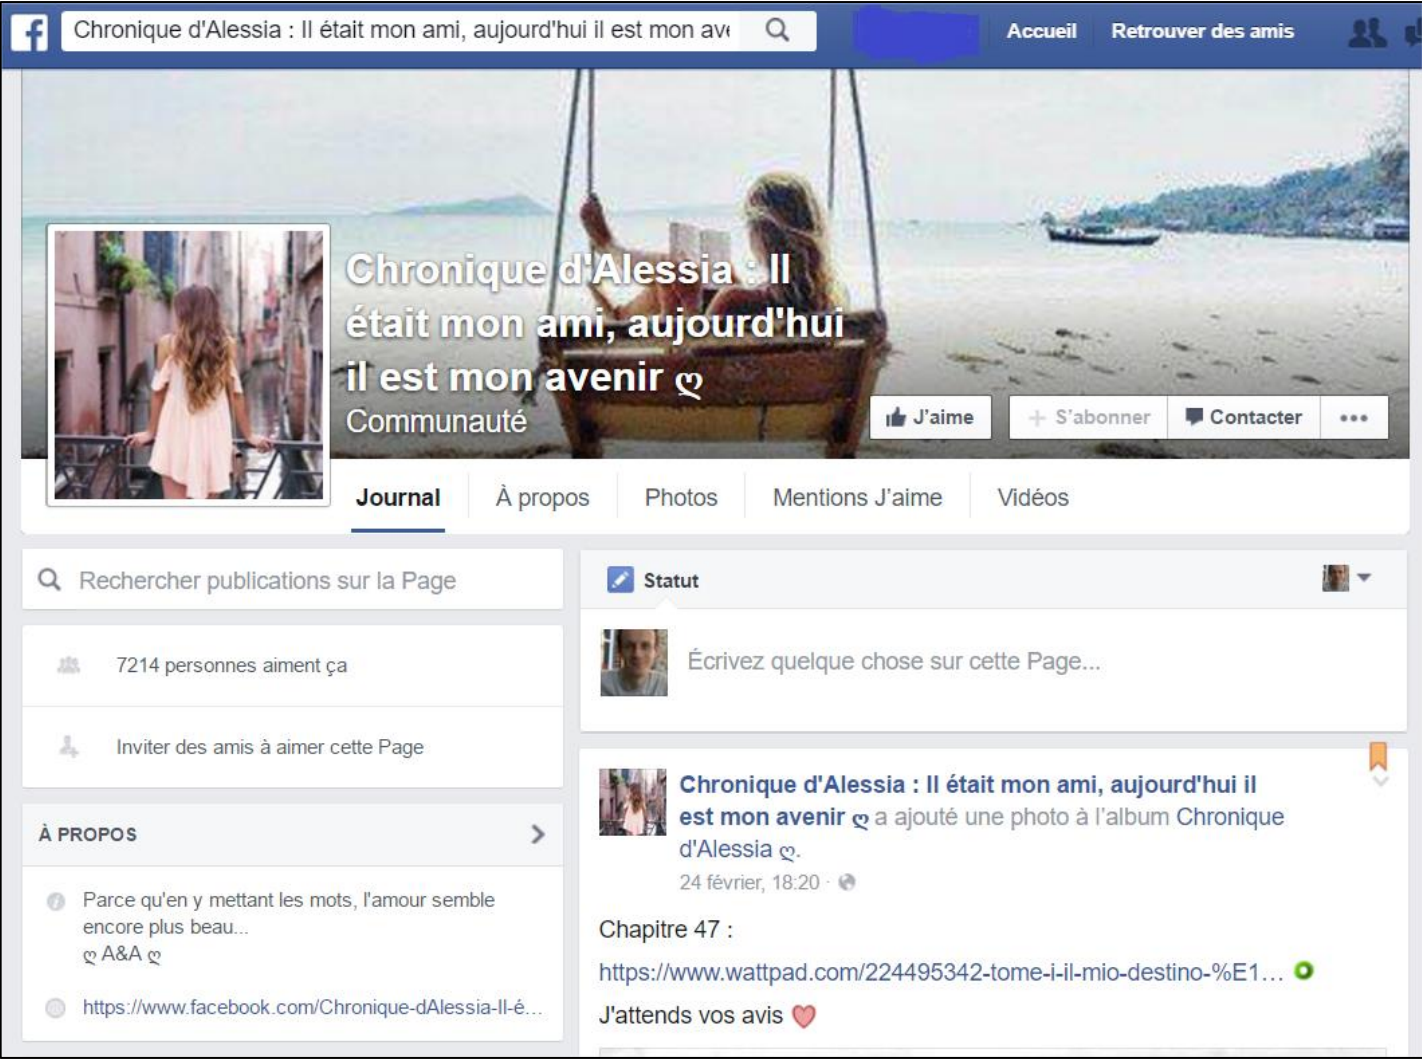 Chronique d'Alessia : Il était mon ami, aujourd'hui il est mon ave
Accueil
Retrouver des amis
Chronique d'Alessia : Il
était mon ami, aujourd'hui
il est mon avenir ღ
Communauté
J'aime
S'abonner
Contacter
Journal
À propos
Photos
Mentions J'aime
Vidéos
Rechercher publications sur la Page
7214 personnes aiment ça
Inviter des amis à aimer cette Page
À PROPOS
Parce qu'en y mettant les mots, l'amour semble
encore plus beau...
ღ A&A ღ
https://www.facebook.com/Chronique-dAlessia-Il-é...
Statut
Écrivez quelque chose sur cette Page...
Chronique d'Alessia : Il était mon ami, aujourd'hui il
est mon avenir ღ a ajouté une photo à l'album Chronique
d'Alessia ღ.
24 février, 18:20 ·
Chapitre 47 :
https://www.wattpad.com/224495342-tome-i-il-mio-destino-%E1...
J'attends vos avis